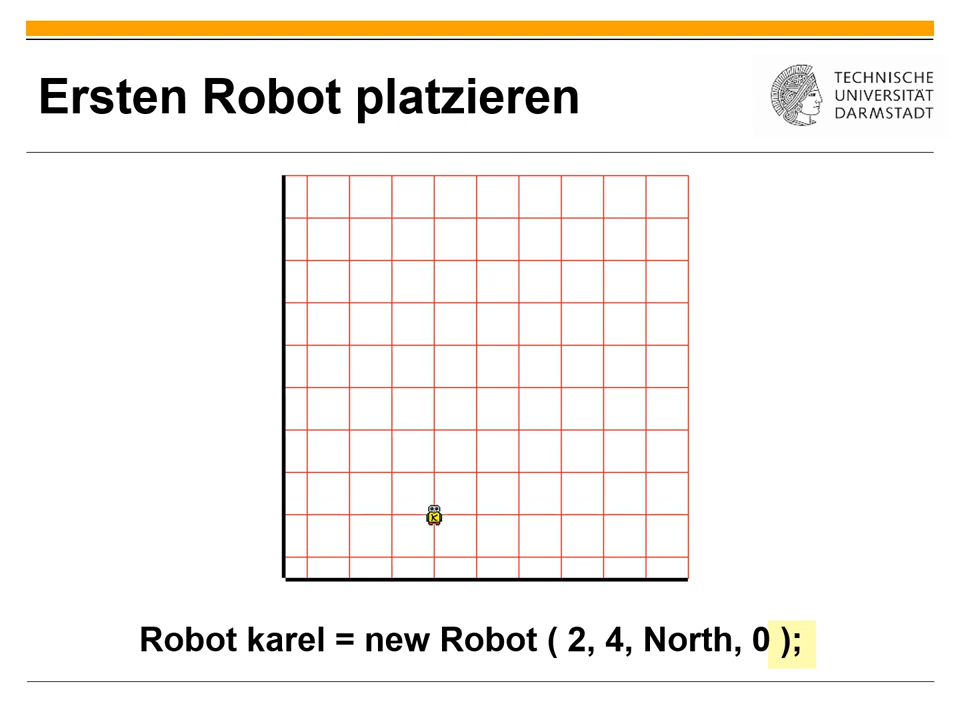 Ersten Robot platzieren
TECHNISCHE
UNIVERSITÄT
DARMSTADT
K
Robot karel = new Robot ( 2, 4, North, 0 );